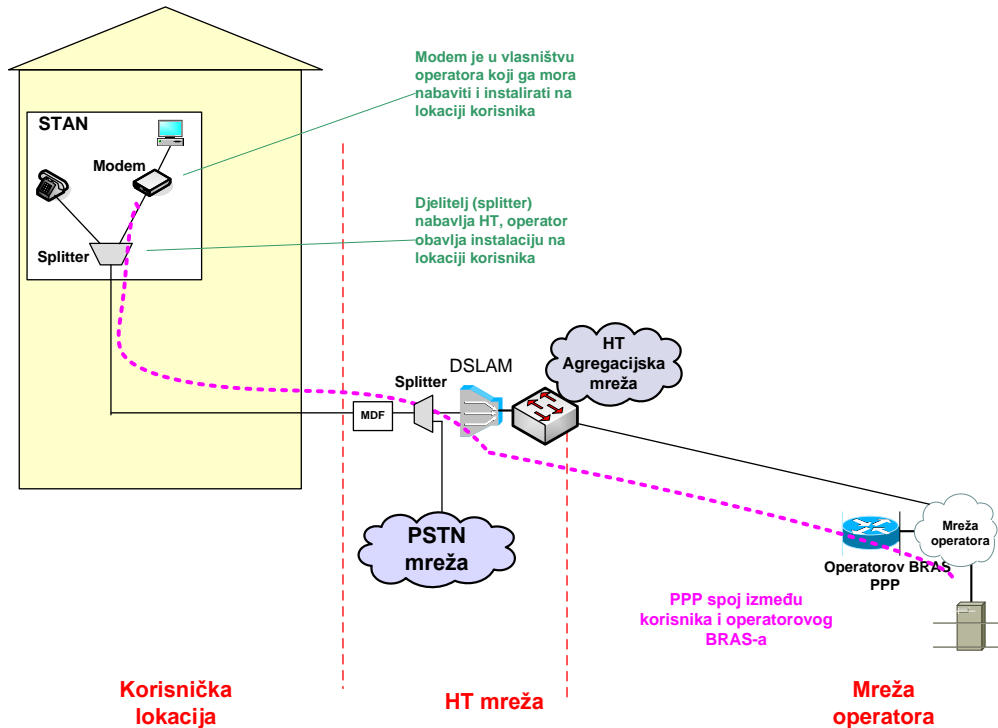 Modem je u vlasništvu
operatora koji ga mora
nabaviti i instalirati na
lokaciji korisnika
STAN
Modem
Djelitelj (splitter)
nabavlja HT, operator
obavlja instalaciju na
lokaciji korisnika
Splitter
HT
Agregacijska
mreža
DSLAM
Splitter
MDF
PSTN
mreža
Mreža
operatora
Operatorov BRAS
PPP
PPP spoj između
korisnika i operatorovog
BRAS-a
Korisnička
lokacija
HT mreža
Mreža
operatora